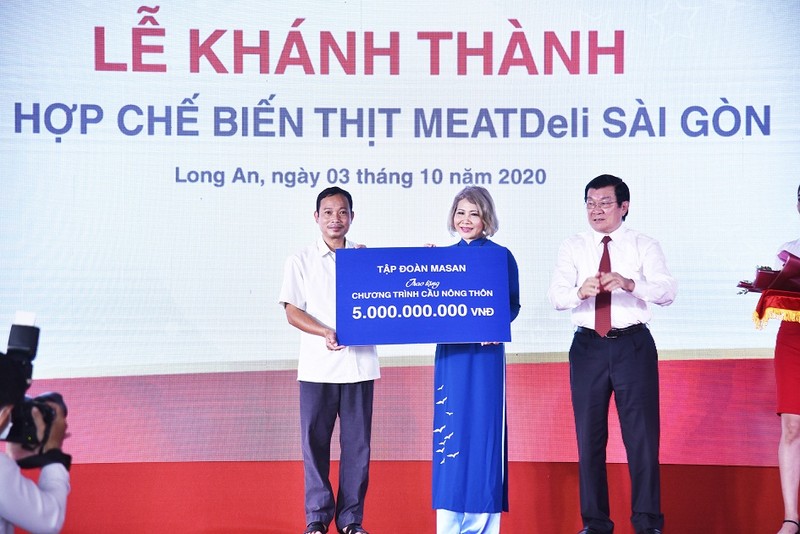 LỄ KHÁNH THÀNH
HỢP CHẾ BIẾN THỊT MEATDeli SÀI GÒN
Long An, ngày 03 tháng 10 năm 2020
TẬP ĐOÀN MASAN
Trao tặng
CHƯƠNG TRÌNH CẦU NÔNG THÔN
5.000.000.000 VNĐ